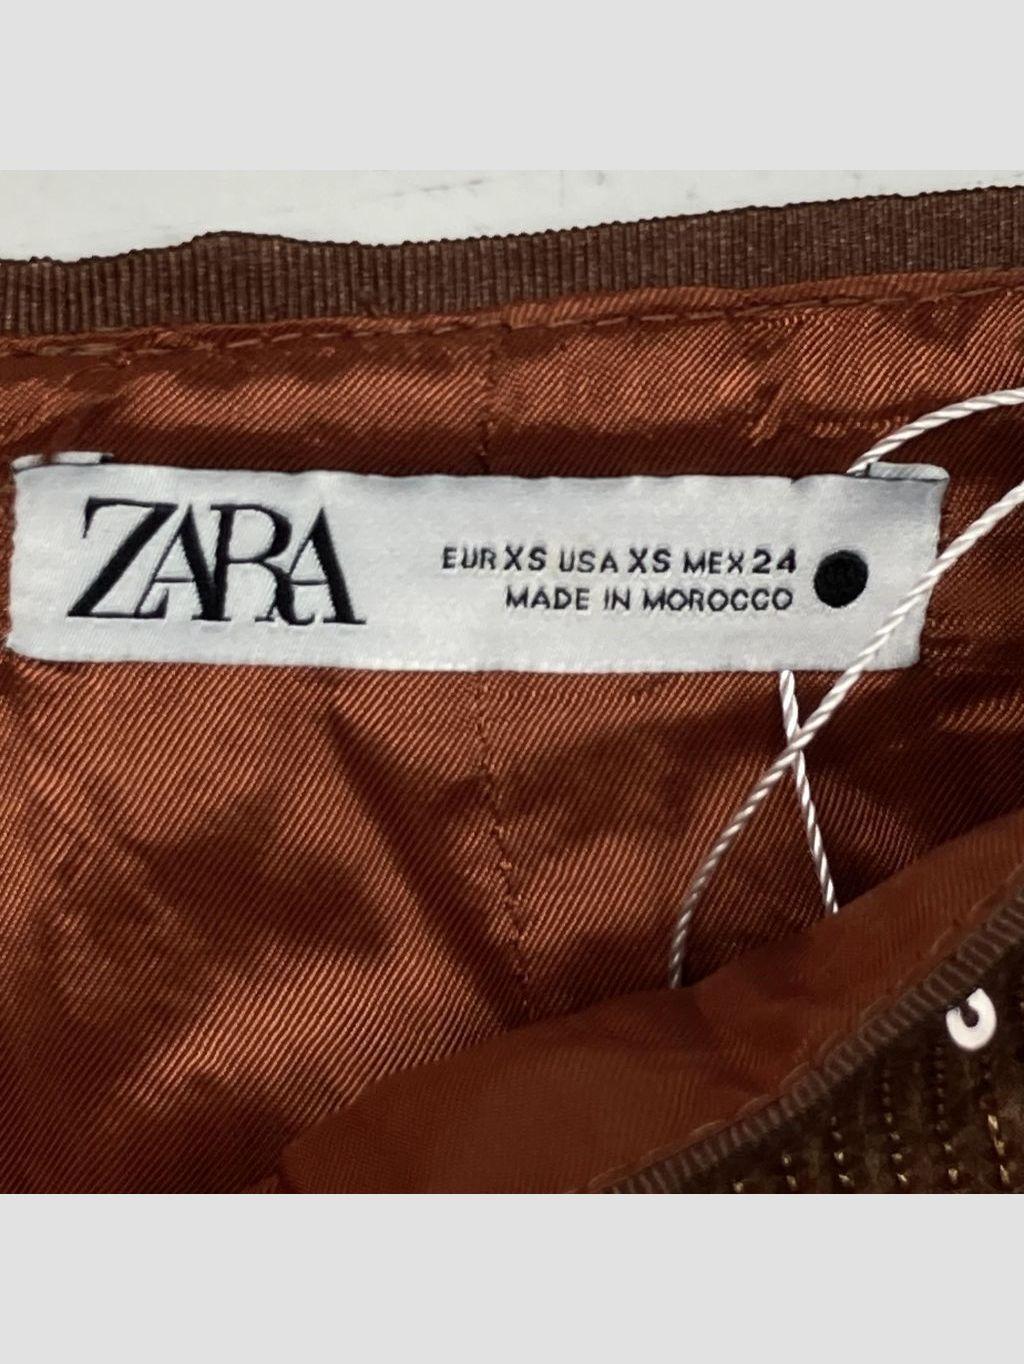 ZARA
EUR XS USA XS MEX 24
MADE IN MOROCCO